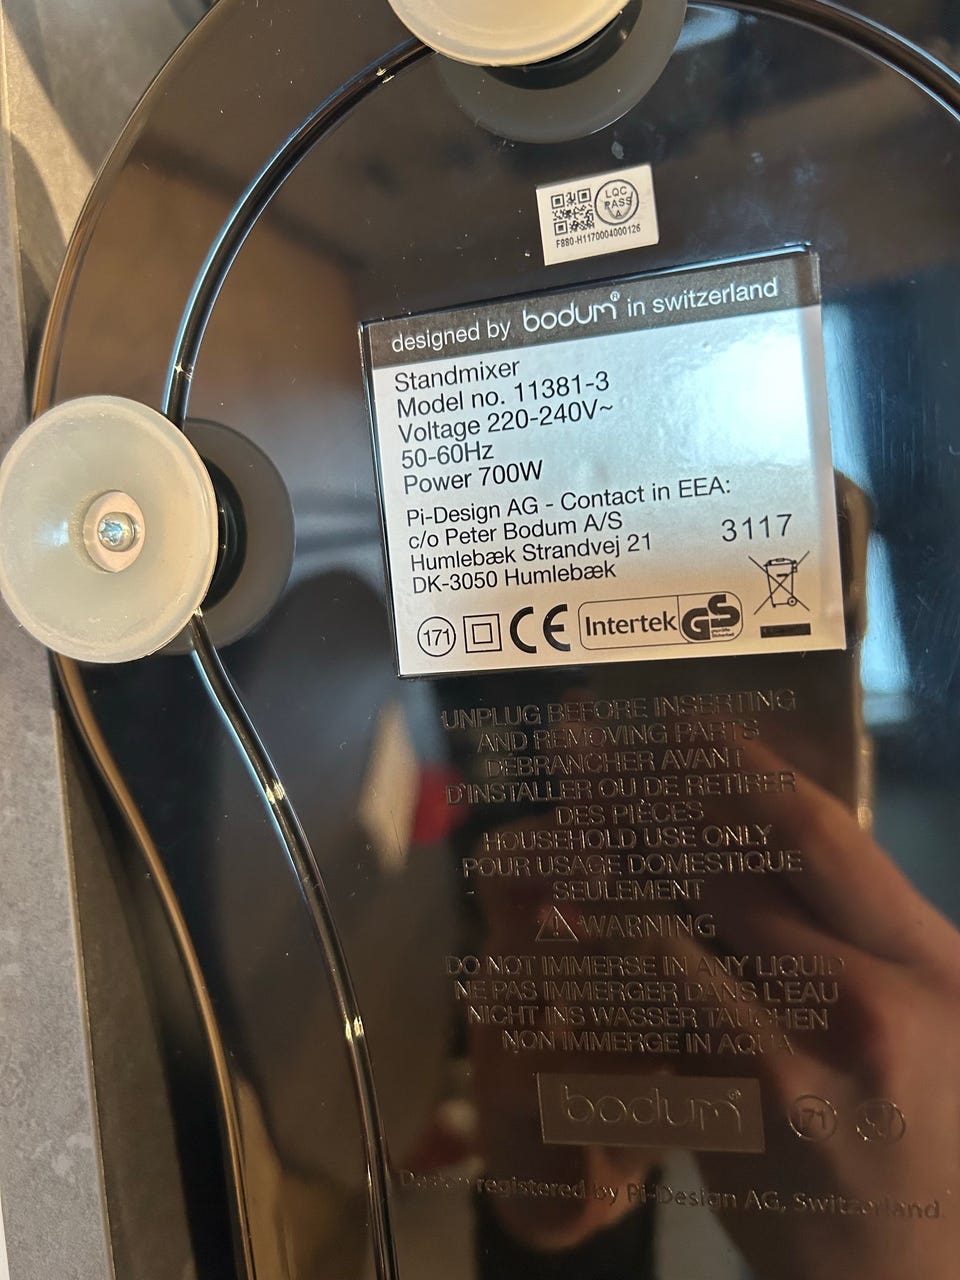 LQC
PASS
A
F880-H1170004000126
designed by bodum® in switzerland
Standmixer
Model no. 11381-3
Voltage 220-240V~
50-60Hz
Power 700W
Pi-Design AG - Contact in EEA:
c/o Peter Bodum A/S
Humlebæk Strandvej 21
DK-3050 Humlebæk
3117
171
CE
Intertek
GS
geprüfte
Sicherheit
UNPLUG BEFORE INSERTING
AND REMOVING PARTS
DÉBRANCHER AVANT
D'INSTALLER OU DE RETIRER
DES PIÈCES
HOUSEHOLD USE ONLY
POUR USAGE DOMESTIQUE
SEULEMENT
WARNING
DO NOT IMMERSE IN ANY LIQUID
NE PAS IMMERGER DANS L'EAU
NICHT INS WASSER TAUCHEN
NON IMMERGE IN AQUA
bodum®
171
Design registered by Pi-Design AG, Switzerland.